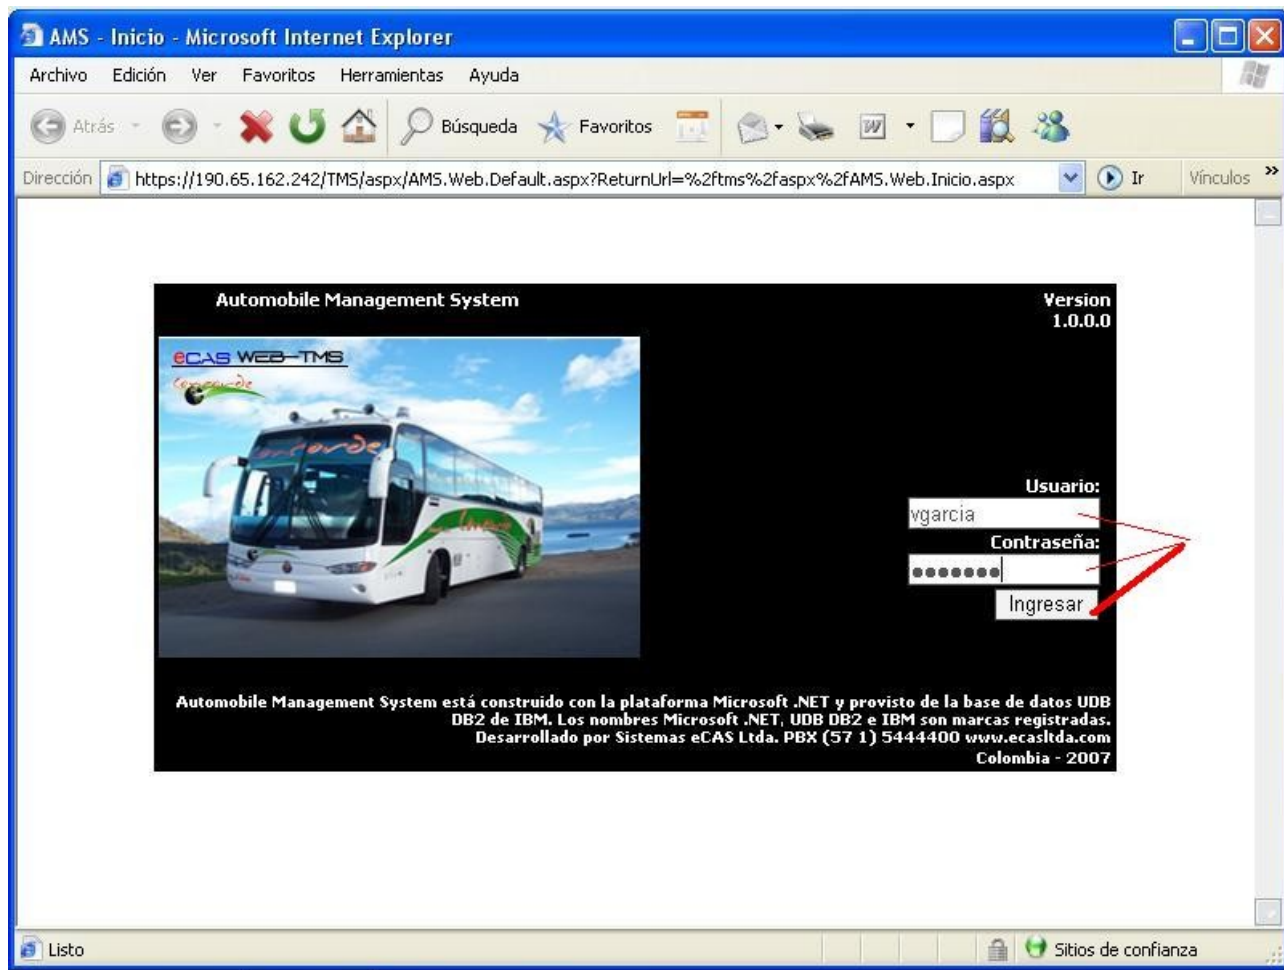 AMS - Inicio - Microsoft Internet Explorer
Archivo Edición Ver Favoritos Herramientas Ayuda
Atrás Búsqueda Favoritos
Dirección https://190.65.162.242/TMS/aspx/AMS.Web.Default.aspx?ReturnUrl=%2ftms%2faspx%2fAMS.Web.Inicio.aspx Ir Vínculos »
Automobile Management System
Version
1.0.0.0
eCAS WEB-TMS
Concorde
Concorde
Concorde
Usuario:
vgarcia
Contraseña:
●●●●●●●
Ingresar
Automobile Management System está construido con la plataforma Microsoft .NET y provisto de la base de datos UDB
DB2 de IBM. Los nombres Microsoft .NET, UDB DB2 e IBM son marcas registradas.
Desarrollado por Sistemas eCAS Ltda. PBX (57 1) 5444400 www.ecasltda.com
Colombia - 2007
Listo
Sitios de confianza